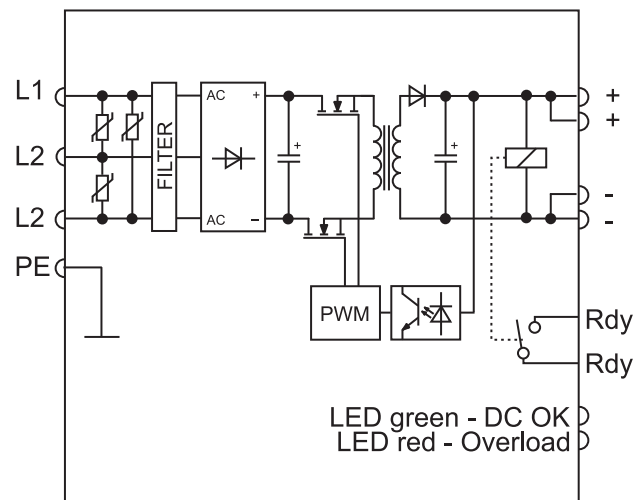 L1
L2
L2
PE
FILTER
AC +
AC -
+
+
PWM
+
+
-
-
Rdy
Rdy
LED green - DC OK
LED red - Overload